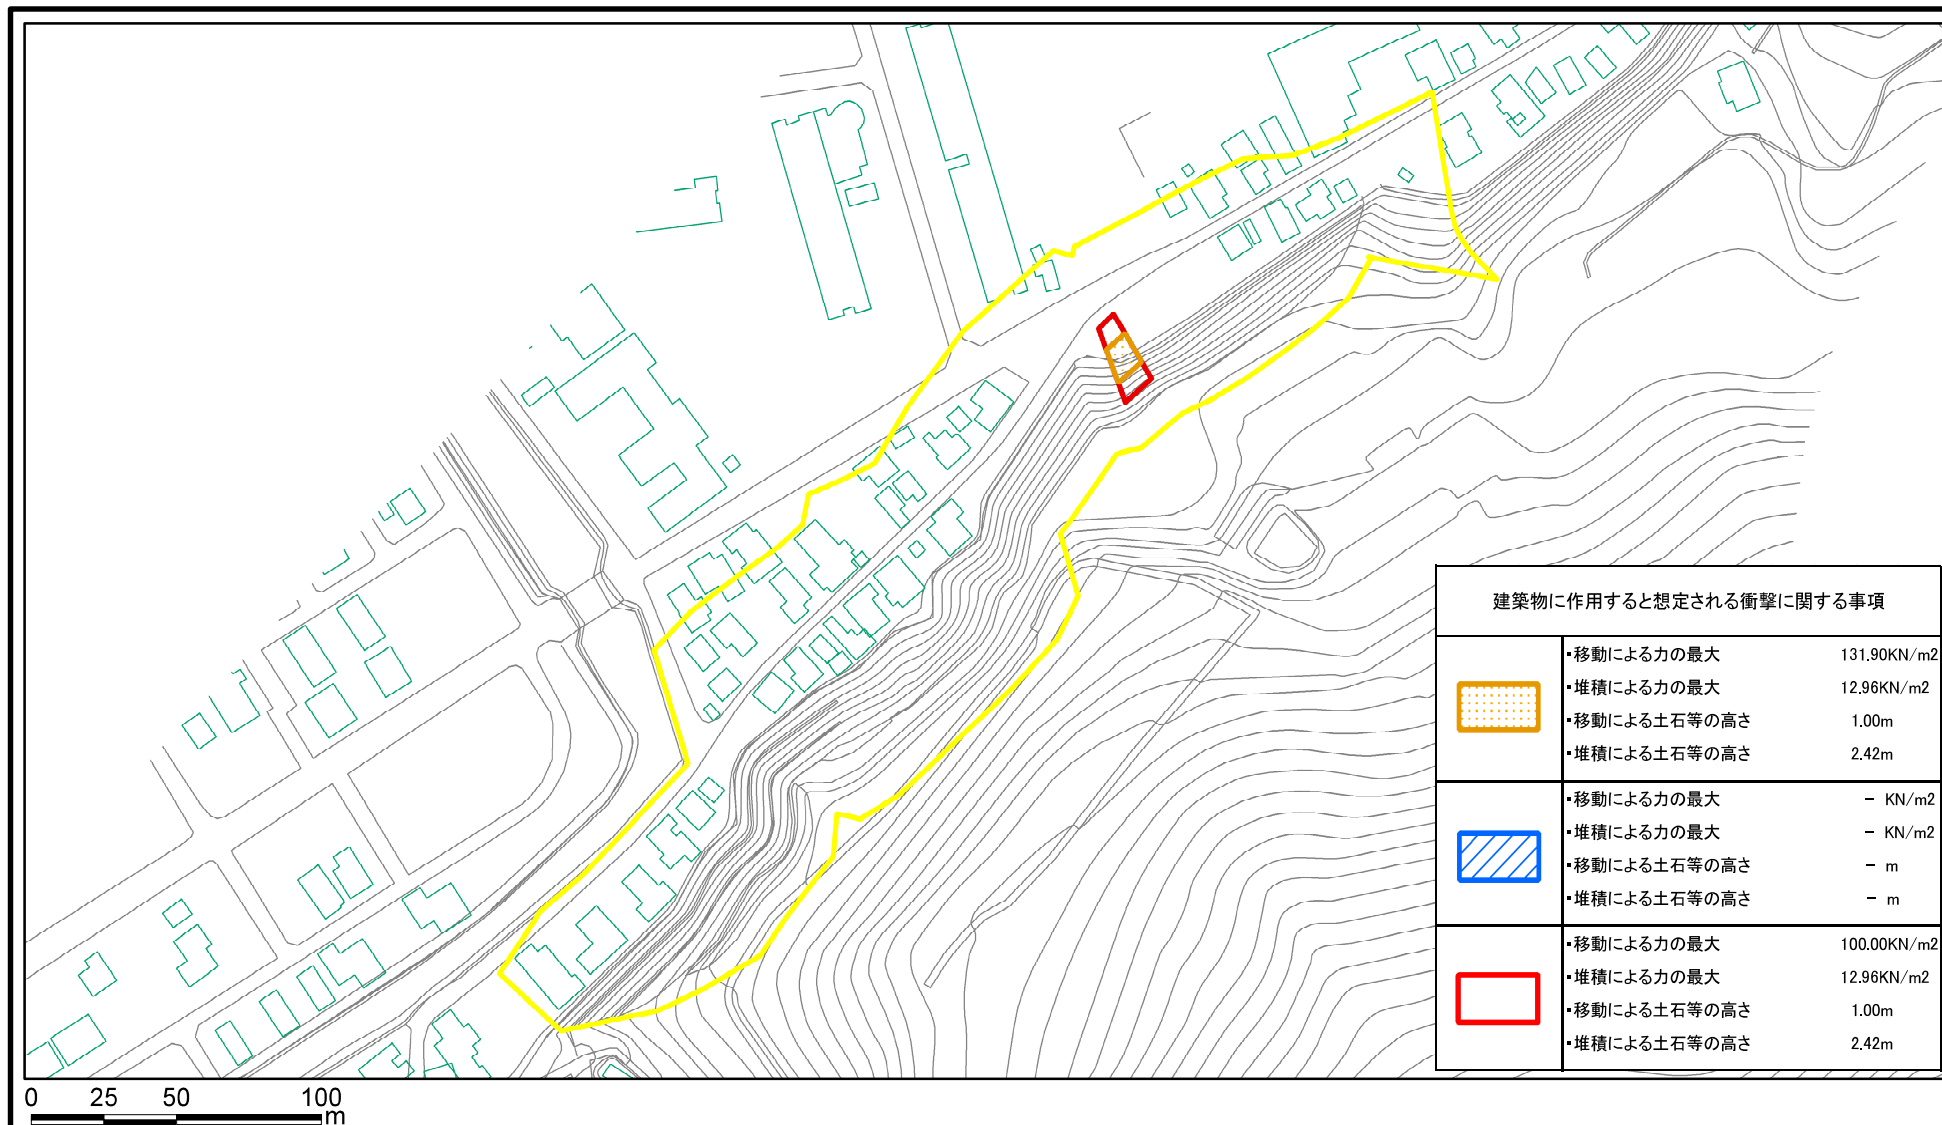 建築物に作用すると想定される衝撃に関する事項
・移動による力の最大 131.90KN/m2
・堆積による力の最大 12.96KN/m2
・移動による土石等の高さ 1.00m
・堆積による土石等の高さ 2.42m
・移動による力の最大 － KN/m2
・堆積による力の最大 － KN/m2
・移動による土石等の高さ － m
・堆積による土石等の高さ － m
・移動による力の最大 100.00KN/m2
・堆積による力の最大 12.96KN/m2
・移動による土石等の高さ 1.00m
・堆積による土石等の高さ 2.42m
0 25 50 100
m